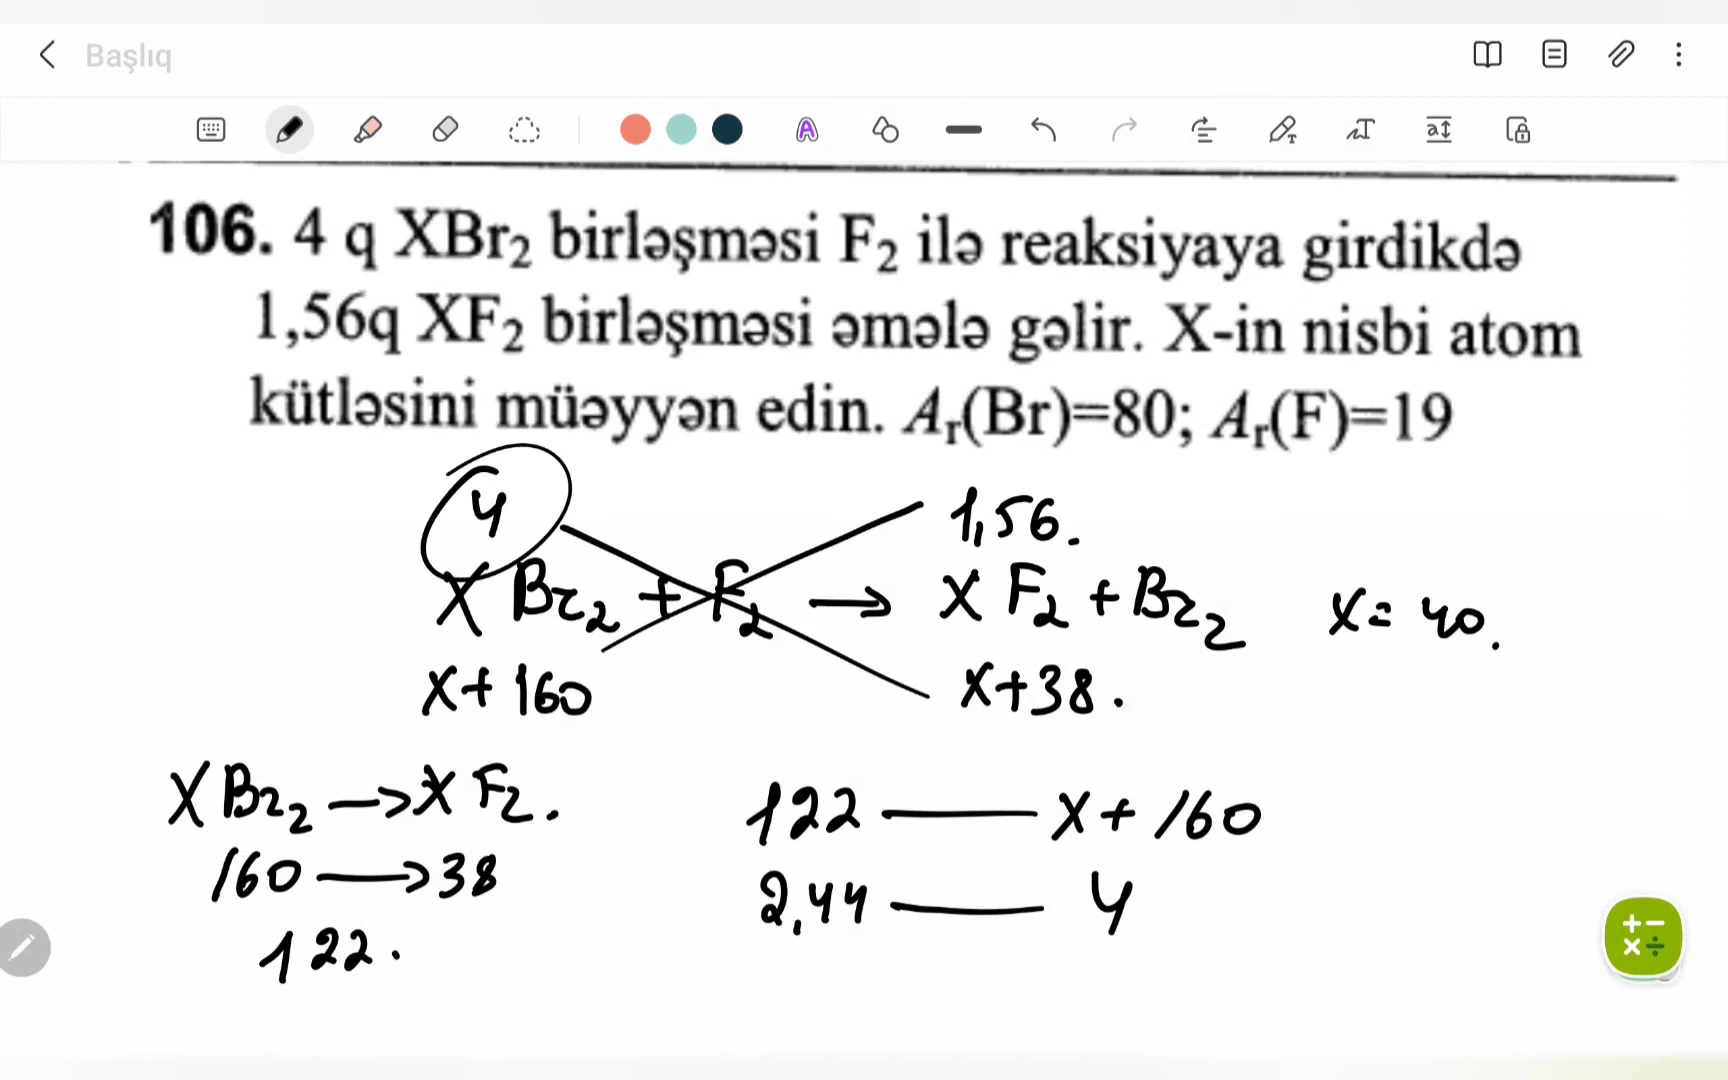 Başlıq
106. 4 q XBr₂ birləşməsi F₂ ilə reaksiyaya girdikdə
1,56q XF₂ birləşməsi əmələ gəlir. X-in nisbi atom
kütləsini müəyyən edin. Aᵣ(Br)=80; Aᵣ(F)=19
4 1,56.
XBr₂ + F₂ → XF₂ + Br₂ X = 40.
X+160 X+38.
XBr₂ → XF₂.
160 → 38
122.
122 — X+160
2,44 — 4